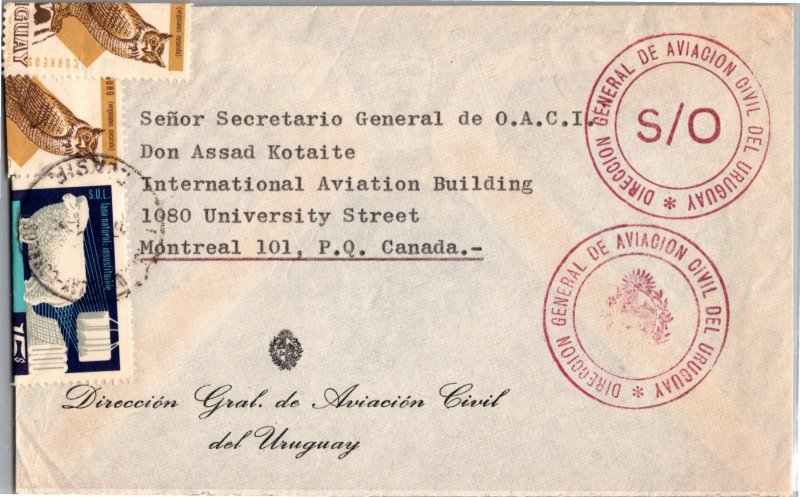 URUGUAY
CORREOS
Señor Secretario General de O.A.C.I.
Don Assad Kotaite
International Aviation Building
1080 University Street
Montreal 101, P.Q. Canada.-
DIRECCION GENERAL DE AVIACION CIVIL DEL URUGUAY *
S/O
DIRECCION GENERAL DE AVIACION CIVIL DEL URUGUAY *
Lana natural: insustituible
15
Dirección Gral. de Aviación Civil
del Uruguay